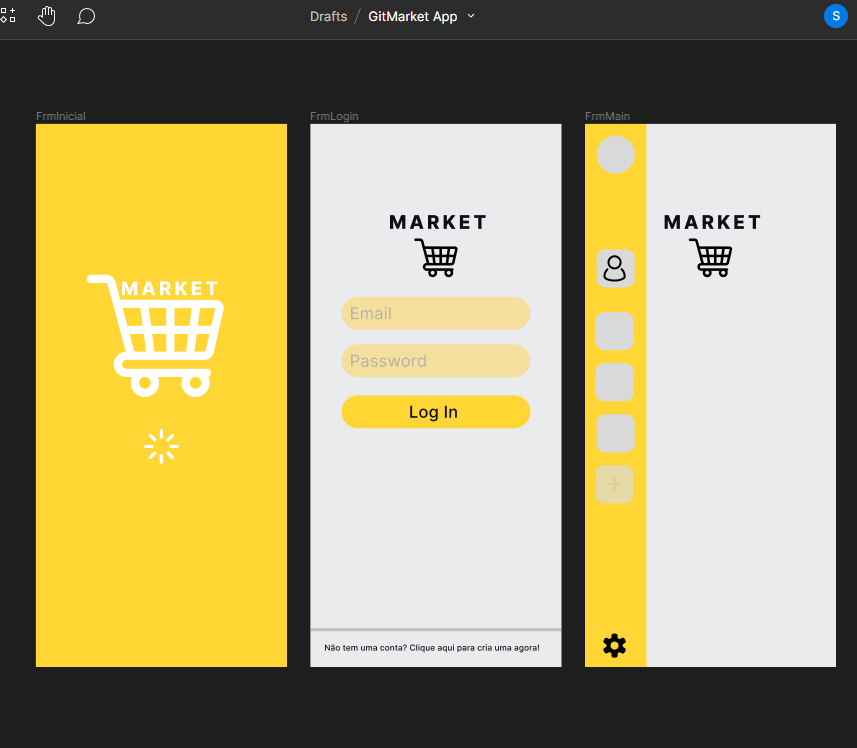 Drafts / GitMarket App
S
FrmInicial
FrmLogin
FrmMain
MARKET
MARKET
Email
Password
Log In
Não tem uma conta? Clique aqui para cria uma agora!
MARKET
+